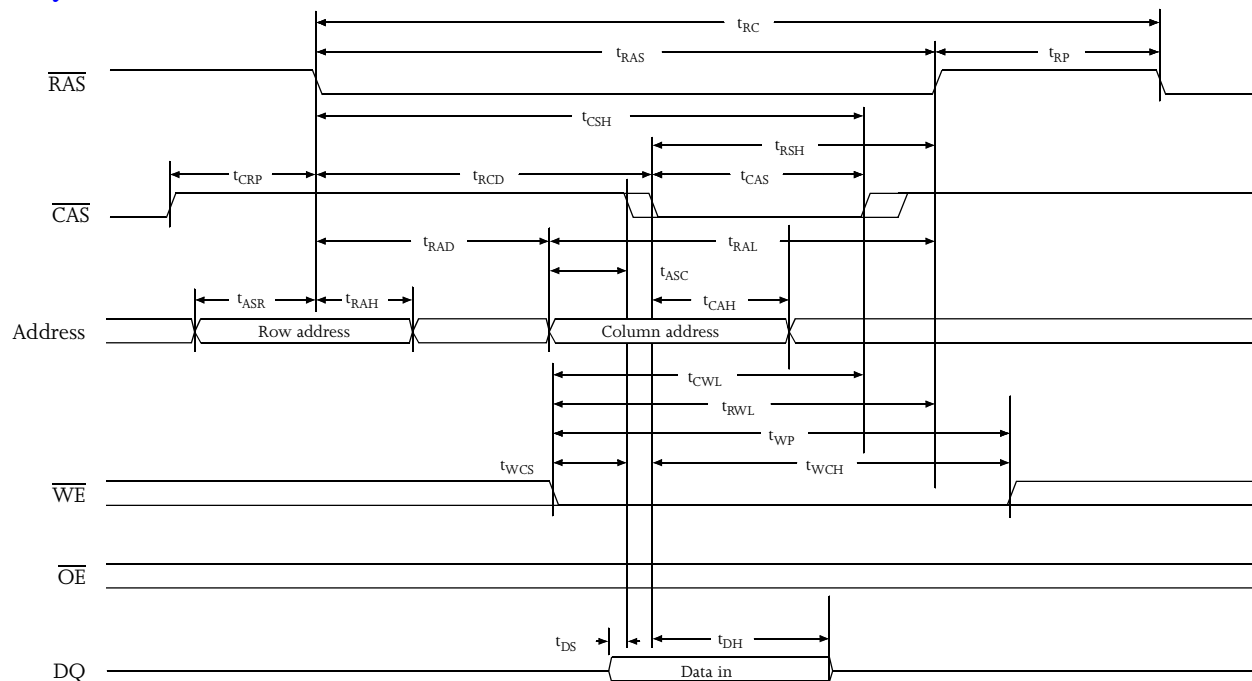 tRC
tRAS tRP
RAS
tCSH
tRSH
tCRP tRCD tCAS
CAS
tRAD tRAL
tASC
tASR tRAH tCAH
Address Row address Column address
tCWL
tRWL
tWP
tWCS tWCH
WE
OE
tDS tDH
DQ Data in